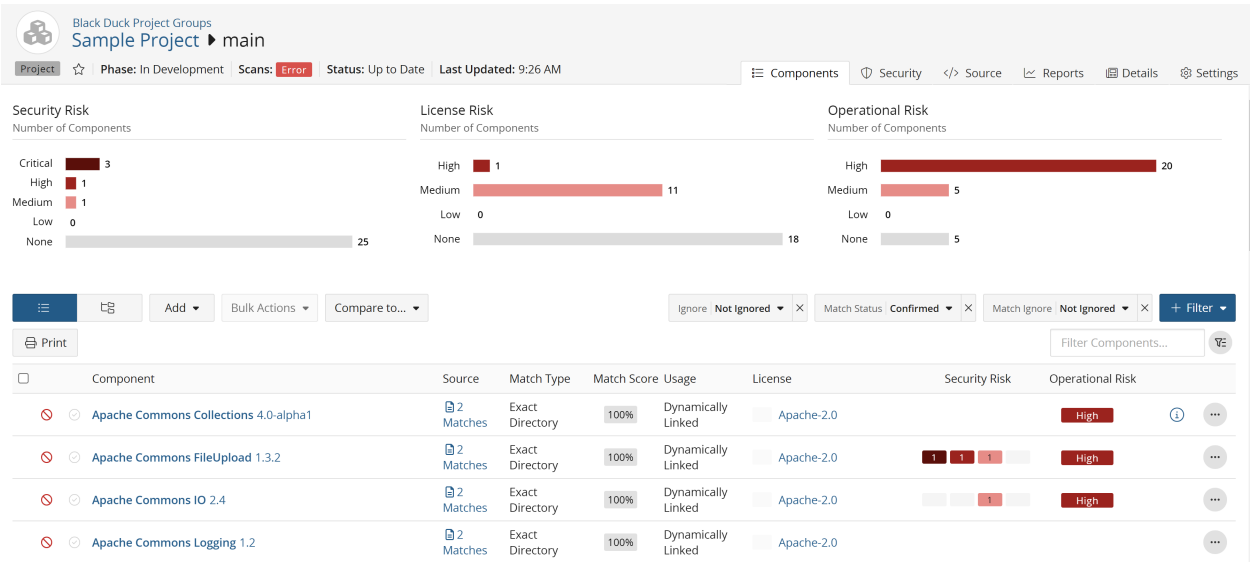 Black Duck Project Groups
Sample Project main
Project Phase: In Development Scans: Error Status: Up to Date Last Updated: 9:26 AM
Components Security </> Source Reports Details Settings
Security Risk
Number of Components
Critical 3
High 1
Medium 1
Low 0
None 25
License Risk
Number of Components
High 1
Medium 11
Low 0
None 18
Operational Risk
Number of Components
High 20
Medium 5
Low 0
None 5
Add Bulk Actions Compare to... Ignore Not Ignored × Match Status Confirmed × Match Ignore Not Ignored × + Filter
Print Filter Components...
Component Source Match Type Match Score Usage License Security Risk Operational Risk
Apache Commons Collections 4.0-alpha1 2 Matches Exact Directory 100% Dynamically Linked Apache-2.0 High
Apache Commons FileUpload 1.3.2 2 Matches Exact Directory 100% Dynamically Linked Apache-2.0 1 1 1 High
Apache Commons IO 2.4 2 Matches Exact Directory 100% Dynamically Linked Apache-2.0 1 High
Apache Commons Logging 1.2 2 Matches Exact Directory 100% Dynamically Linked Apache-2.0